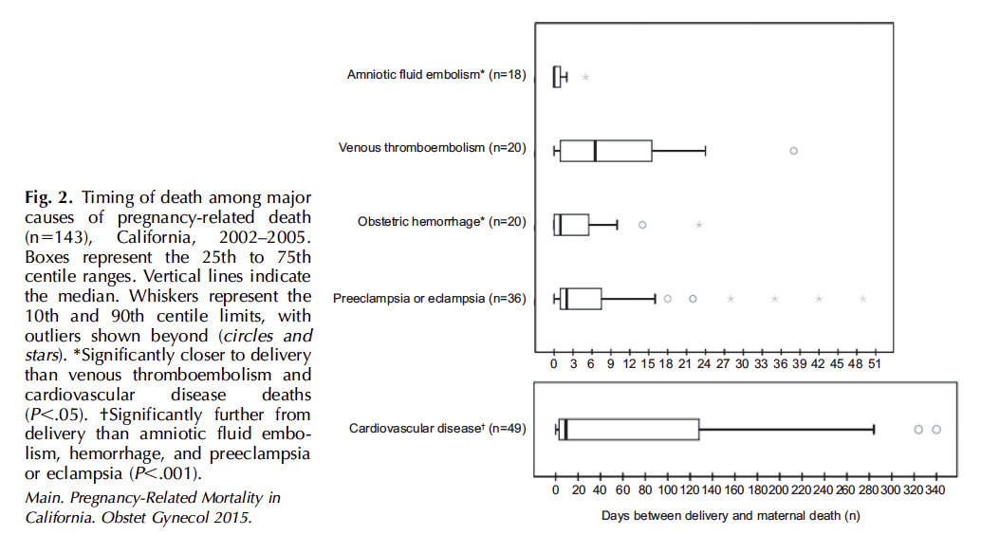 Amniotic fluid embolism* (n=18)
Venous thromboembolism (n=20)
Obstetric hemorrhage* (n=20)
Preeclampsia or eclampsia (n=36)
0 3 6 9 12 15 18 21 24 27 30 33 36 39 42 45 48 51
Cardiovascular disease† (n=49)
0 20 40 60 80 100 120 140 160 180 200 220 240 260 280 300 320 340
Days between delivery and maternal death (n)
Fig. 2. Timing of death among major
causes of pregnancy-related death
(n=143), California, 2002–2005.
Boxes represent the 25th to 75th
centile ranges. Vertical lines indicate
the median. Whiskers represent the
10th and 90th centile limits, with
outliers shown beyond (circles and
stars). *Significantly closer to delivery
than venous thromboembolism and
cardiovascular disease deaths
(P<.05). †Significantly further from
delivery than amniotic fluid embo-
lism, hemorrhage, and preeclampsia
or eclampsia (P<.001).
Main. Pregnancy-Related Mortality in
California. Obstet Gynecol 2015.